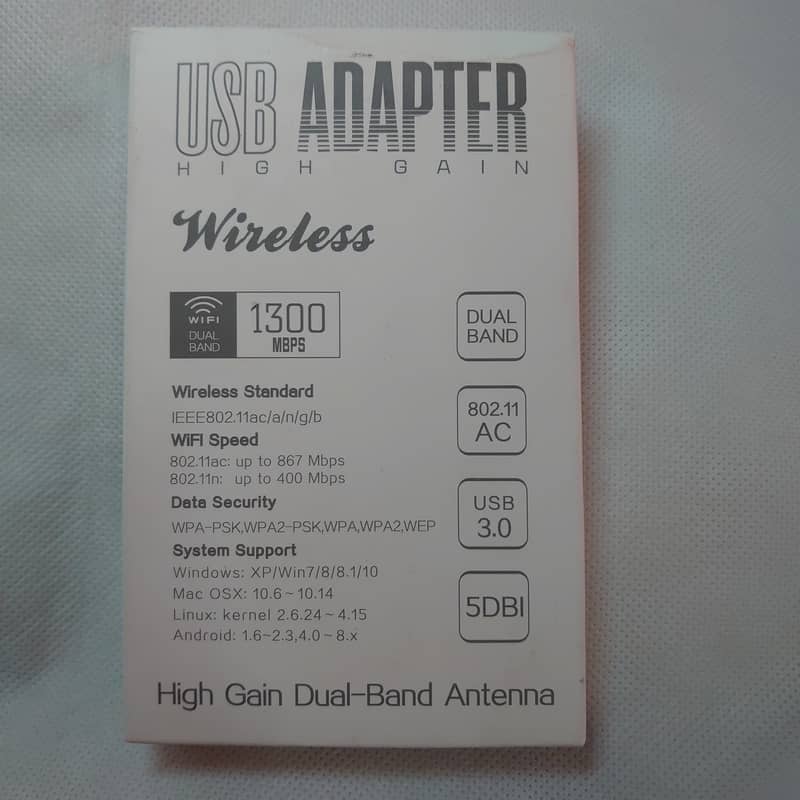 USB ADAPTER
HIGH GAIN
Wireless
WIFI
DUAL
BAND
1300
MBPS
DUAL
BAND
Wireless Standard
IEEE802.11ac/a/n/g/b
802.11
AC
WiFI Speed
802.11ac: up to 867 Mbps
802.11n: up to 400 Mbps
Data Security
WPA-PSK,WPA2-PSK,WPA,WPA2,WEP
USB
3.0
System Support
Windows: XP/Win7/8/8.1/10
Mac OSX: 10.6~10.14
Linux: kernel 2.6.24~4.15
Android: 1.6~2.3,4.0~8.x
5DBI
High Gain Dual-Band Antenna